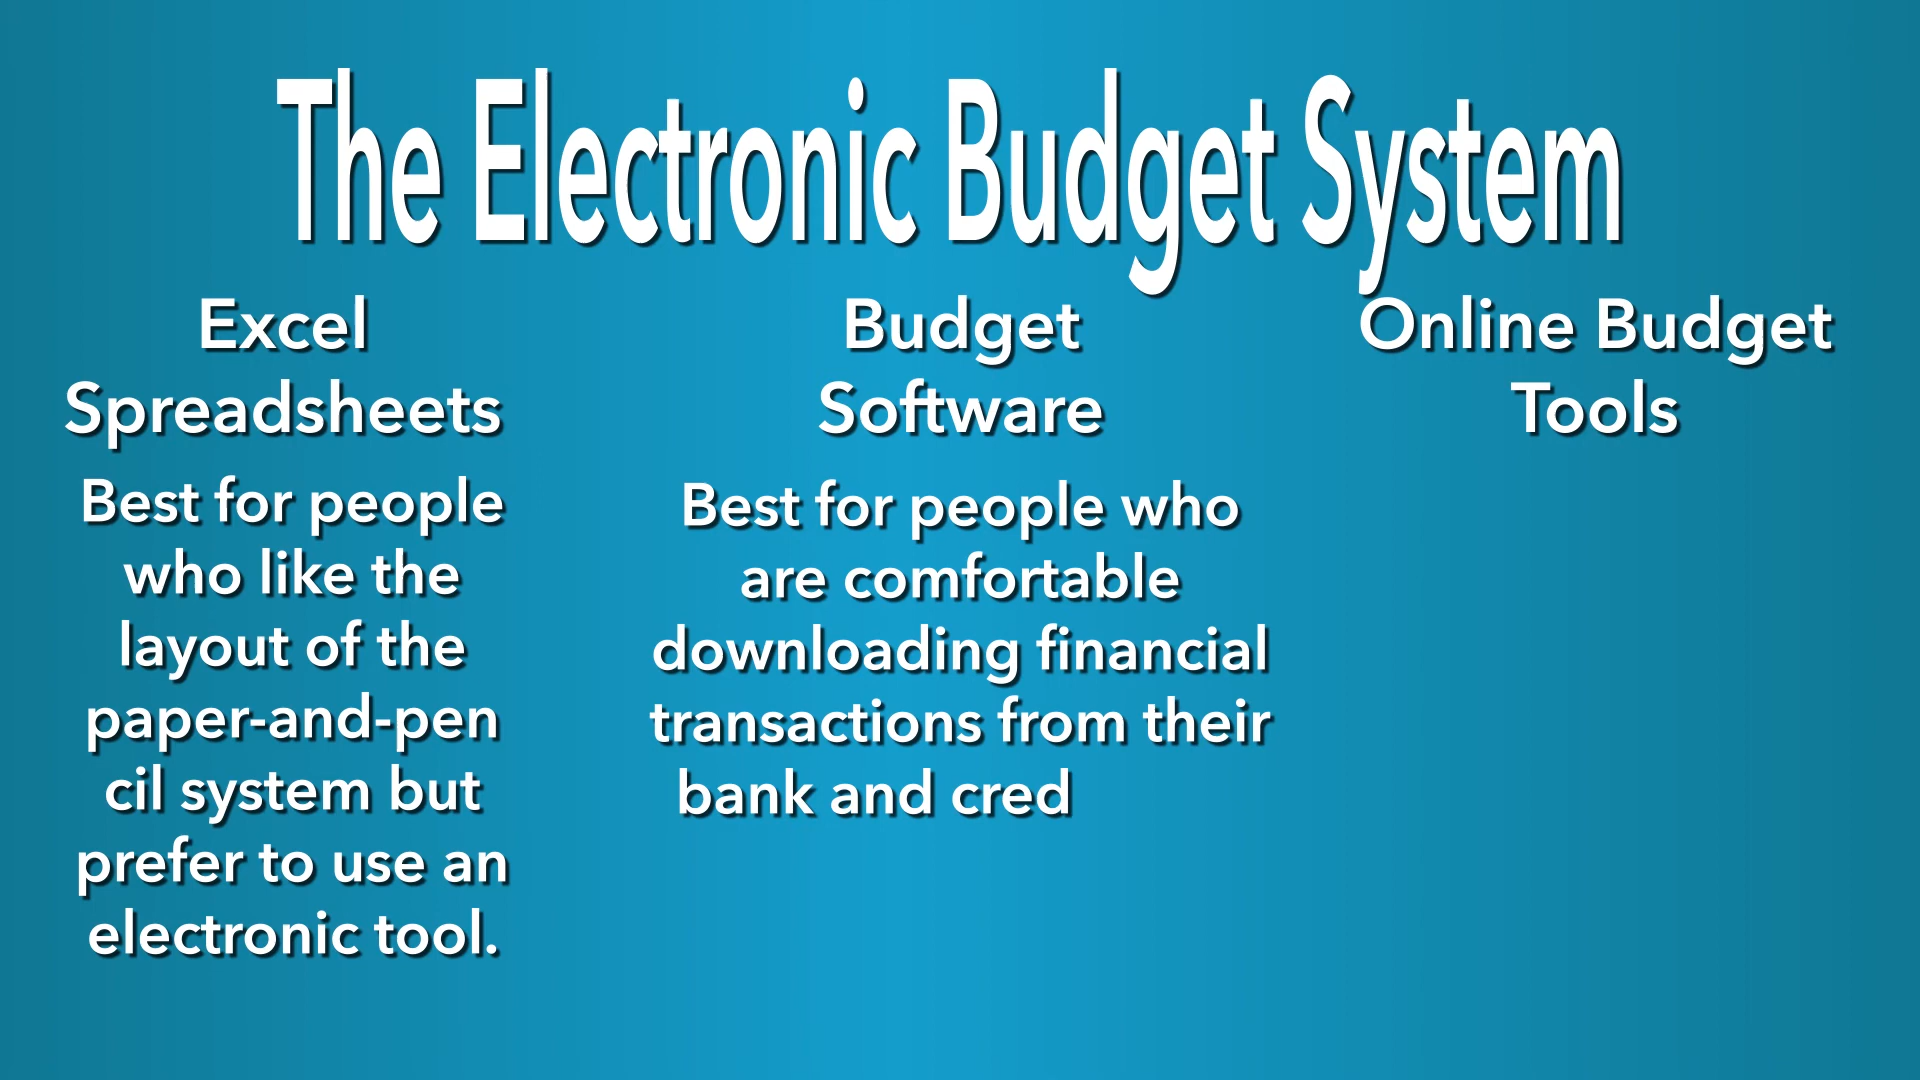 The Electronic Budget System
Excel
Spreadsheets
Best for people
who like the
layout of the
paper-and-pen
cil system but
prefer to use an
electronic tool.
Budget
Software
Best for people who
are comfortable
downloading financial
transactions from their
bank and cred
Online Budget
Tools